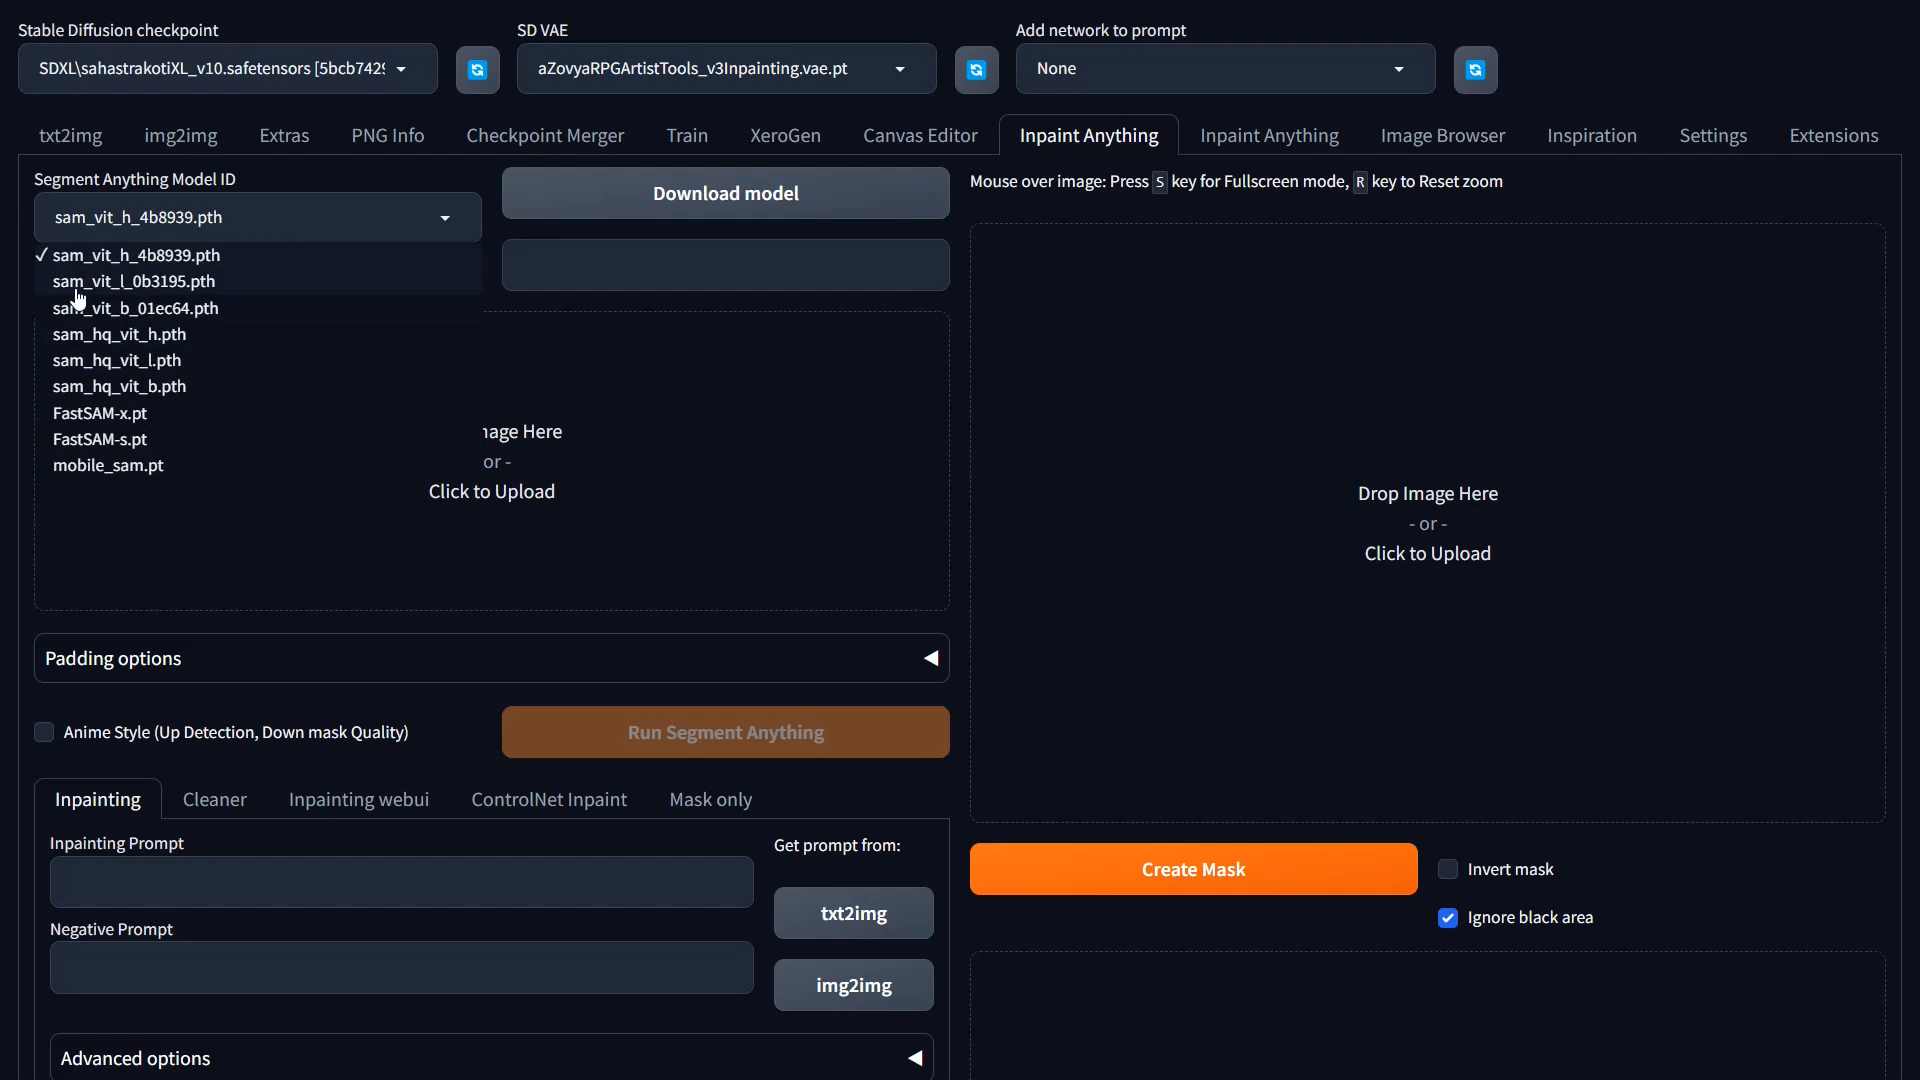 Stable Diffusion checkpoint
SD VAE
Add network to prompt
SDXL\sahastrakotiXL_v10.safetensors [5bcb742
aZovyaRPGArtistTools_v3Inpainting.vae.pt
None
txt2img
img2img
Extras
PNG Info
Checkpoint Merger
Train
XeroGen
Canvas Editor
Inpaint Anything
Inpaint Anything
Image Browser
Inspiration
Settings
Extensions
Segment Anything Model ID
sam_vit_h_4b8939.pth
Download model
Mouse over image: Press S key for Fullscreen mode, R key to Reset zoom
✓ sam_vit_h_4b8939.pth
sam_vit_l_0b3195.pth
sam_vit_b_01ec64.pth
sam_hq_vit_h.pth
sam_hq_vit_l.pth
sam_hq_vit_b.pth
FastSAM-x.pt
FastSAM-s.pt
mobile_sam.pt
age Here
or -
Click to Upload
Drop Image Here
- or -
Click to Upload
Padding options
Anime Style (Up Detection, Down mask Quality)
Run Segment Anything
Inpainting
Cleaner
Inpainting webui
ControlNet Inpaint
Mask only
Inpainting Prompt
Get prompt from:
txt2img
Negative Prompt
img2img
Advanced options
Create Mask
Invert mask
Ignore black area